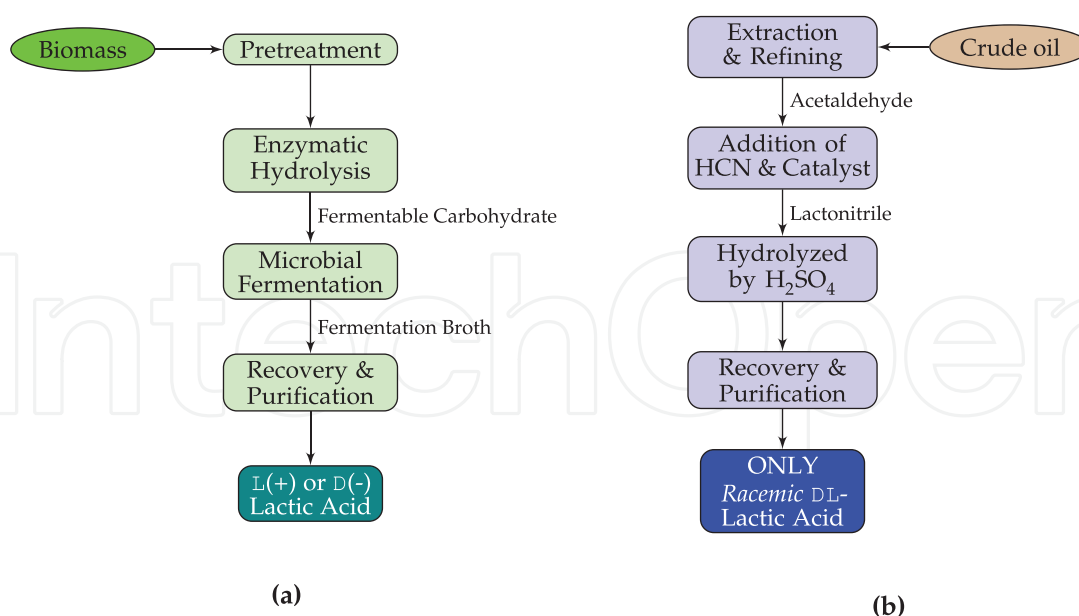 Biomass
Pretreatment
Enzymatic
Hydrolysis
Fermentable Carbohydrate
Microbial
Fermentation
Fermentation Broth
Recovery &
Purification
L(+) or D(-)
Lactic Acid
(a)
Extraction
& Refining
Crude oil
Acetaldehyde
Addition of
HCN & Catalyst
Lactonitrile
Hydrolyzed
by H₂SO₄
Recovery &
Purification
ONLY
Racemic DL-
Lactic Acid
(b)
IntechOpen